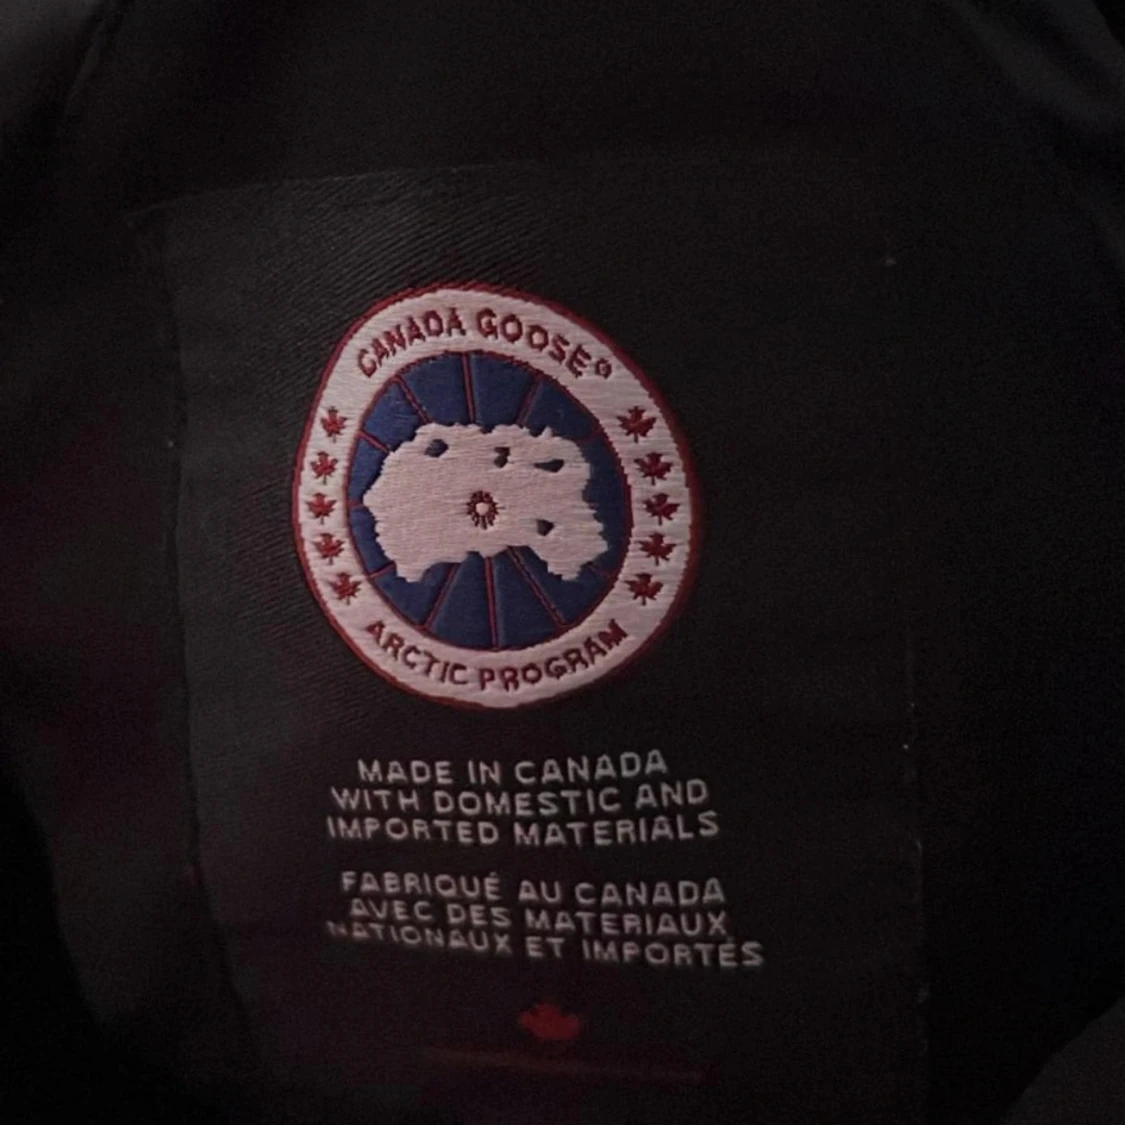 CANADA GOOSE®
ARCTIC PROGRAM
MADE IN CANADA
WITH DOMESTIC AND
IMPORTED MATERIALS
FABRIQUÉ AU CANADA
AVEC DES MATERIAUX
NATIONAUX ET IMPORTÉS